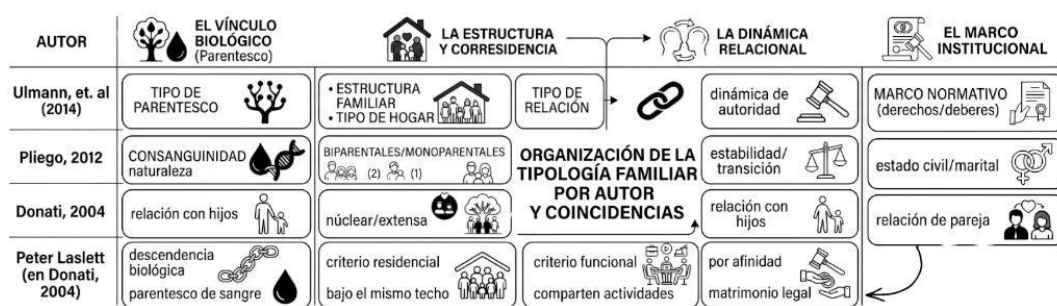 AUTOR
EL VÍNCULO
BIOLÓGICO
(Parentesco)
LA ESTRUCTURA
Y CORRESIDENCIA
LA DINÁMICA
RELACIONAL
EL MARCO
INSTITUCIONAL
Ulmann, et. al
(2014)
TIPO DE
PARENTESCO
• ESTRUCTURA
FAMILIAR
• TIPO DE HOGAR
TIPO DE
RELACIÓN
dinámica
de autoridad
MARCO NORMATIVO
(derechos/deberes)
Pliego, 2012
CONSANGUINIDAD
naturaleza
BIPARENTALES/MONOPARENTALES
(2) (1)
ORGANIZACIÓN DE LA
TIPOLOGÍA FAMILIAR
POR AUTOR
Y COINCIDENCIAS
estabilidad/
transición
estado civil/marital
Donati, 2004
relación con hijos
núclear/extensa
relación con
hijos
relación de pareja
Peter Laslett
(en Donati,
2004)
descendencia
biológica
parentesco de sangre
criterio residencial
bajo el mismo techo
criterio funcional
comparten actividades
por afinidad
matrimonio legal